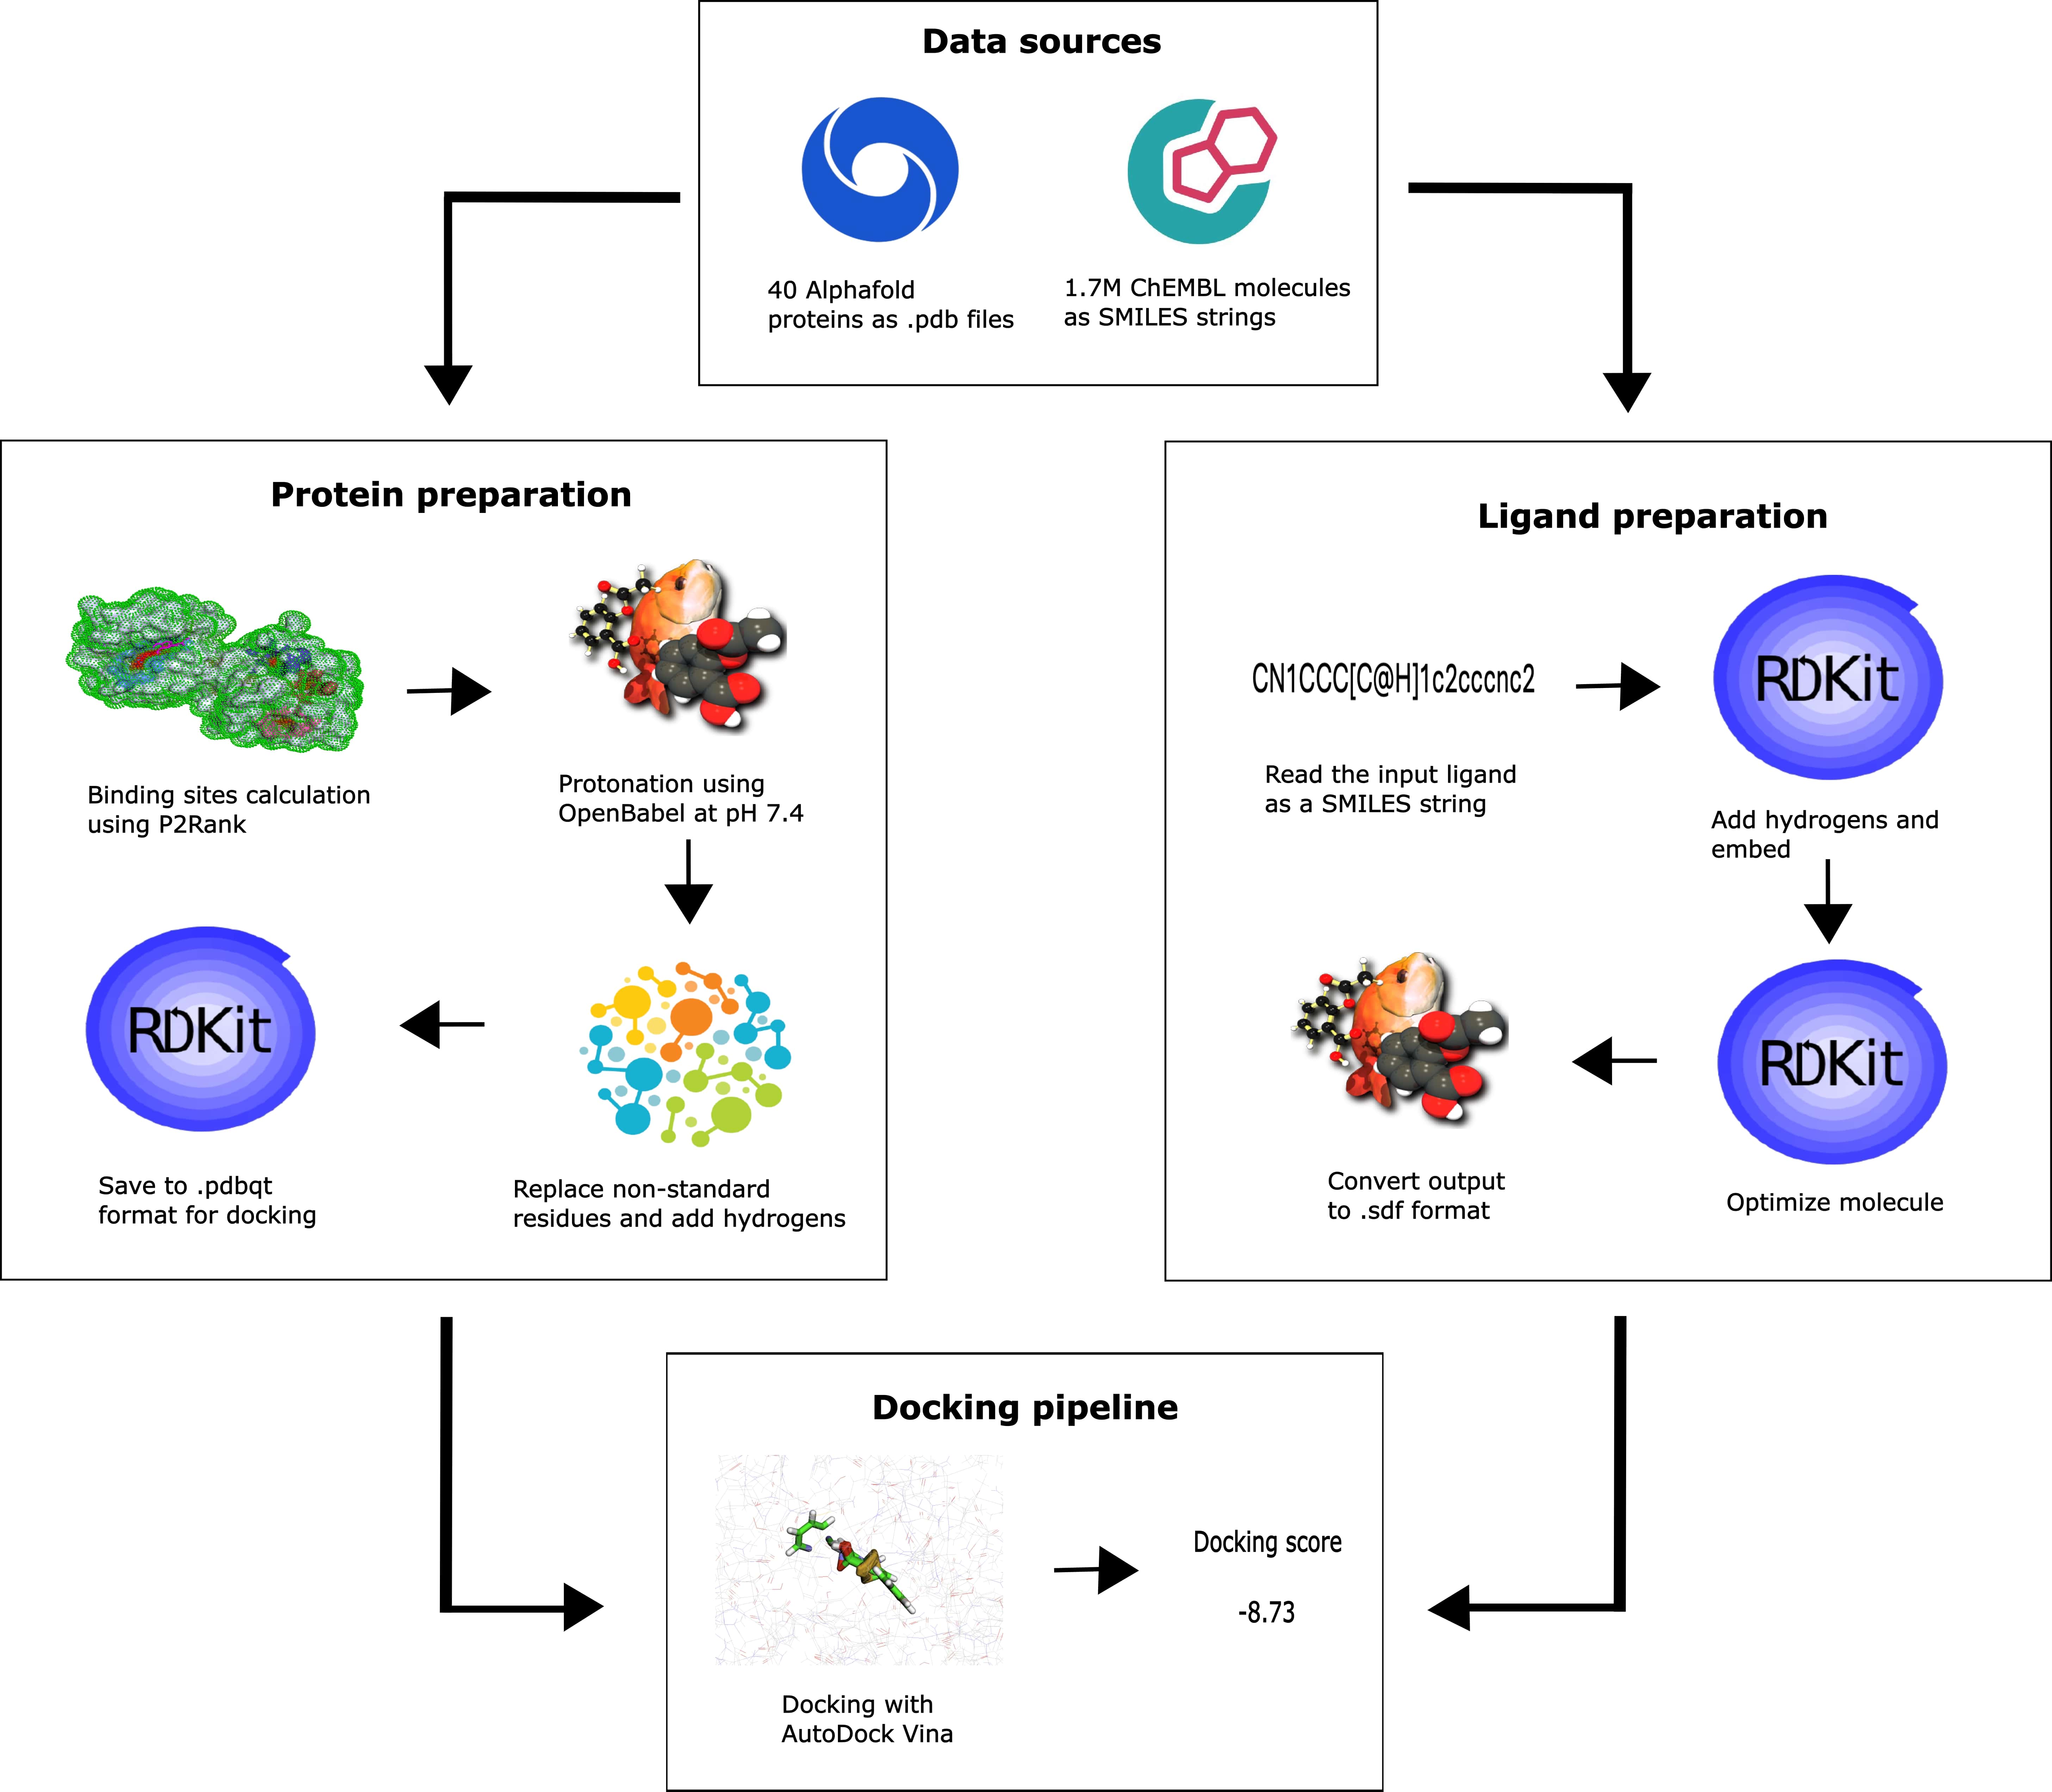 Data sources
40 Alphafold
proteins as .pdb files
1.7M ChEMBL molecules
as SMILES strings
Protein preparation
Binding sites calculation
using P2Rank
Protonation using
OpenBabel at pH 7.4
RDKit
Save to .pdbqt
format for docking
Replace non-standard
residues and add hydrogens
Ligand preparation
CN1CCC[C@H]1c2cccnc2
Read the input ligand
as a SMILES string
RDKit
Add hydrogens and
embed
Convert output
to .sdf format
RDKit
Optimize molecule
Docking pipeline
Docking with
AutoDock Vina
Docking score
-8.73